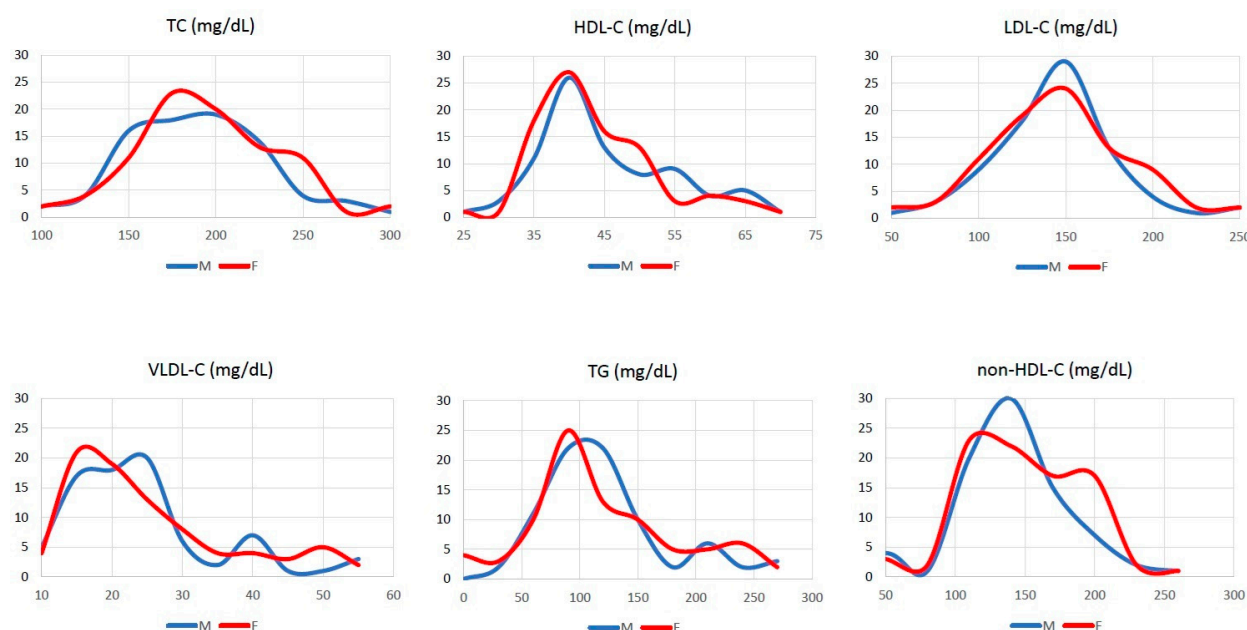 TC (mg/dL)
30
25
20
15
10
5
0
100 150 200 250 300
M F
HDL-C (mg/dL)
30
25
20
15
10
5
0
25 35 45 55 65 75
M F
LDL-C (mg/dL)
30
25
20
15
10
5
0
50 100 150 200 250
M F
VLDL-C (mg/dL)
30
25
20
15
10
5
0
10 20 30 40 50 60
M F
TG (mg/dL)
30
25
20
15
10
5
0
0 50 100 150 200 250 300
M F
non-HDL-C (mg/dL)
30
25
20
15
10
5
0
50 100 150 200 250 300
M F